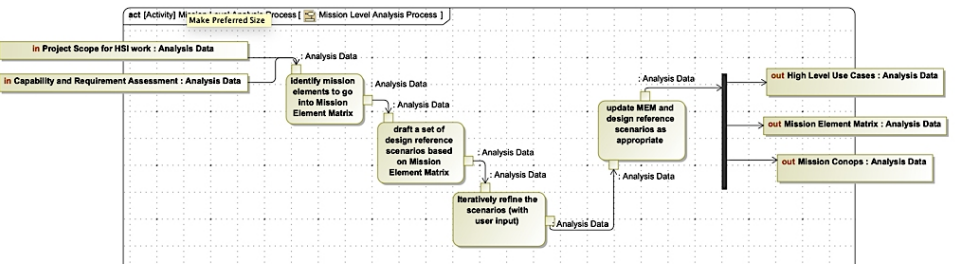 act [Activity] Mission Level Analysis Process [ Mission Level Analysis Process ]
Make Preferred Size
in Project Scope for HSI work : Analysis Data
in Capability and Requirement Assessment : Analysis Data
: Analysis Data
identify mission
elements to go
into Mission
Element Matrix
: Analysis Data
: Analysis Data
draft a set of
design reference
scenarios based
on Mission
Element Matrix
: Analysis Data
: Analysis Data
Iteratively refine the
scenarios (with
user input)
: Analysis Data
: Analysis Data
update MEM and
design reference
scenarios as
appropriate
: Analysis Data
out High Level Use Cases : Analysis Data
out Mission Element Matrix : Analysis Data
out Mission Conops : Analysis Data